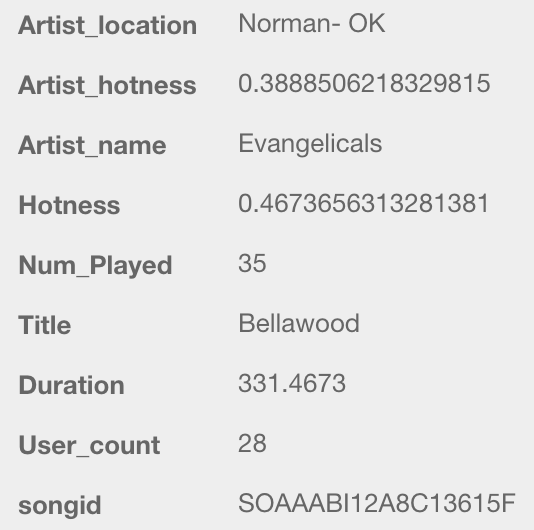 Artist_location Norman- OK
Artist_hotness 0.3888506218329815
Artist_name Evangelicals
Hotness 0.4673656313281381
Num_Played 35
Title Bellawood
Duration 331.4673
User_count 28
songid SOAAABI12A8C13615F